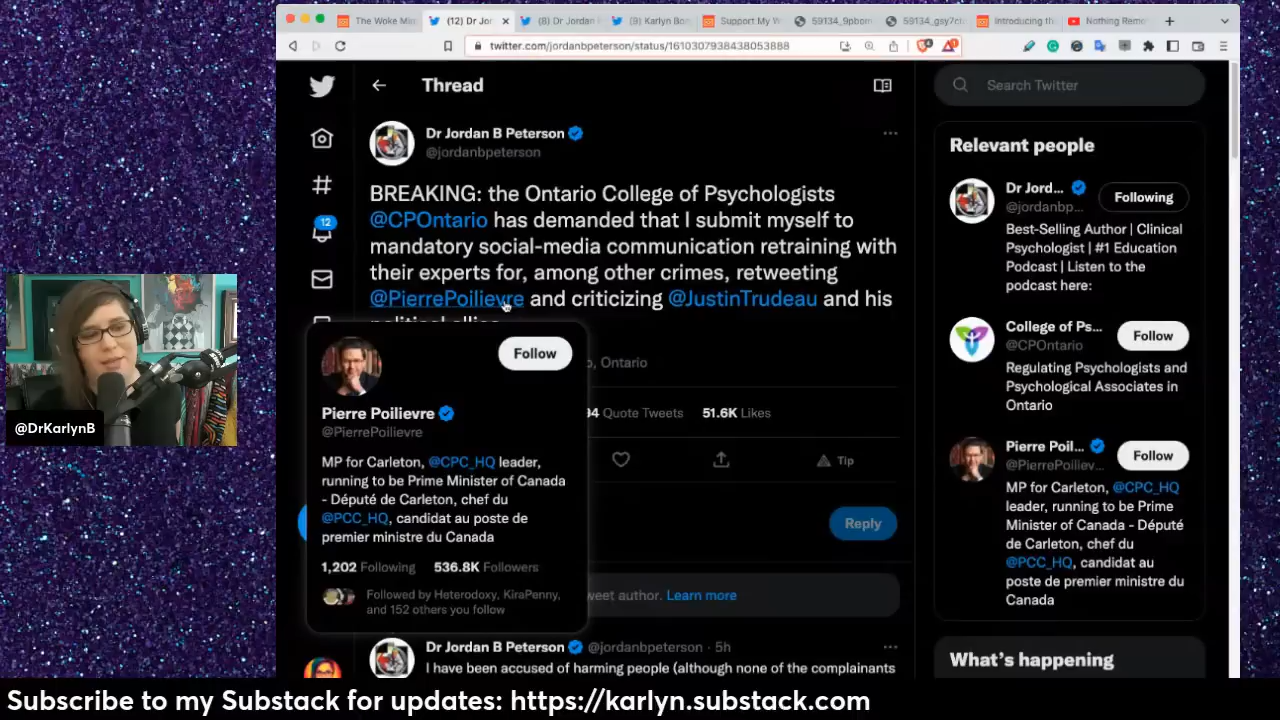 The Woke Ma
(12) Dr Jor
(8) Dr Jordan
(9) Karlyn Bor
Support My W
59134_9pbom
59134_gsy7c
Introducing th
Nothing Remo
twitter.com/jordanbpeterson/status/1610307938438053888
Thread
Search Twitter
Dr Jordan B Peterson
@jordanbpeterson
BREAKING: the Ontario College of Psychologists
@CPOntario has demanded that I submit myself to
mandatory social-media communication retraining with
their experts for, among other crimes, retweeting
@PierrePoilievre and criticizing @JustinTrudeau and his
political allies
o, Ontario
94 Quote Tweets 51.6K Likes
Tip
Reply
weet author. Learn more
12
Follow
Pierre Poilievre
@PierrePoilievre
MP for Carleton, @CPC_HQ leader,
running to be Prime Minister of Canada
- Député de Carleton, chef du
@PCC_HQ, candidat au poste de
premier ministre du Canada
1,202 Following 536.8K Followers
Followed by Heterodoxy, KiraPenny,
and 152 others you follow
Dr Jordan B Peterson @jordanbpeterson · 5h
I have been accused of harming people (although none of the complainants
Relevant people
Dr Jord...
@jordanbp...
Following
Best-Selling Author | Clinical
Psychologist | #1 Education
Podcast | Listen to the
podcast here:
College of Ps...
@CPOntario
Follow
Regulating Psychologists and
Psychological Associates in
Ontario
Pierre Poil...
@PierrePoiliev...
Follow
MP for Carleton, @CPC_HQ
leader, running to be Prime
Minister of Canada - Député
de Carleton, chef du
@PCC_HQ, candidat au
poste de premier ministre du
Canada
What's happening
@DrKarlynB
Subscribe to my Substack for updates: https://karlyn.substack.com